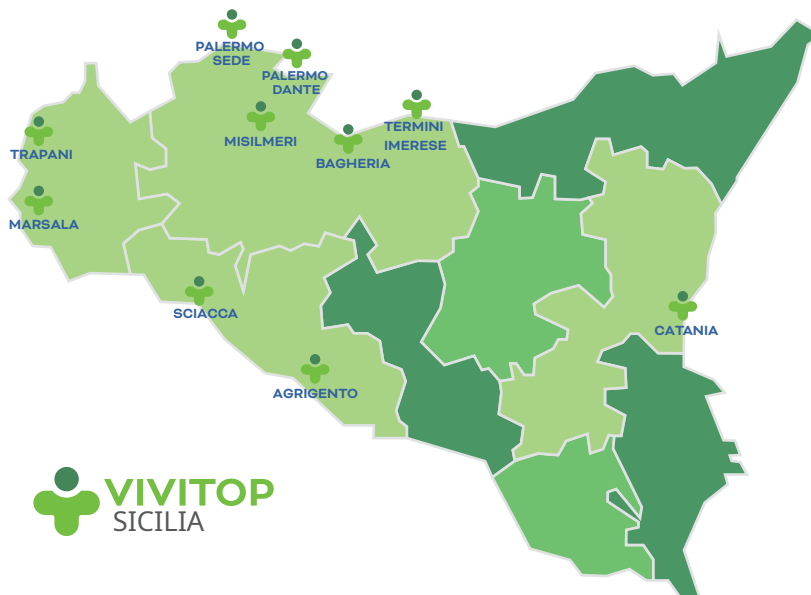 PALERMO
SEDE
PALERMO
DANTE
TERMINI
IMERESE
MISILMERI
BAGHERIA
TRAPANI
MARSALA
SCIACCA
CATANIA
AGRIGENTO
VIVITOP
SICILIA